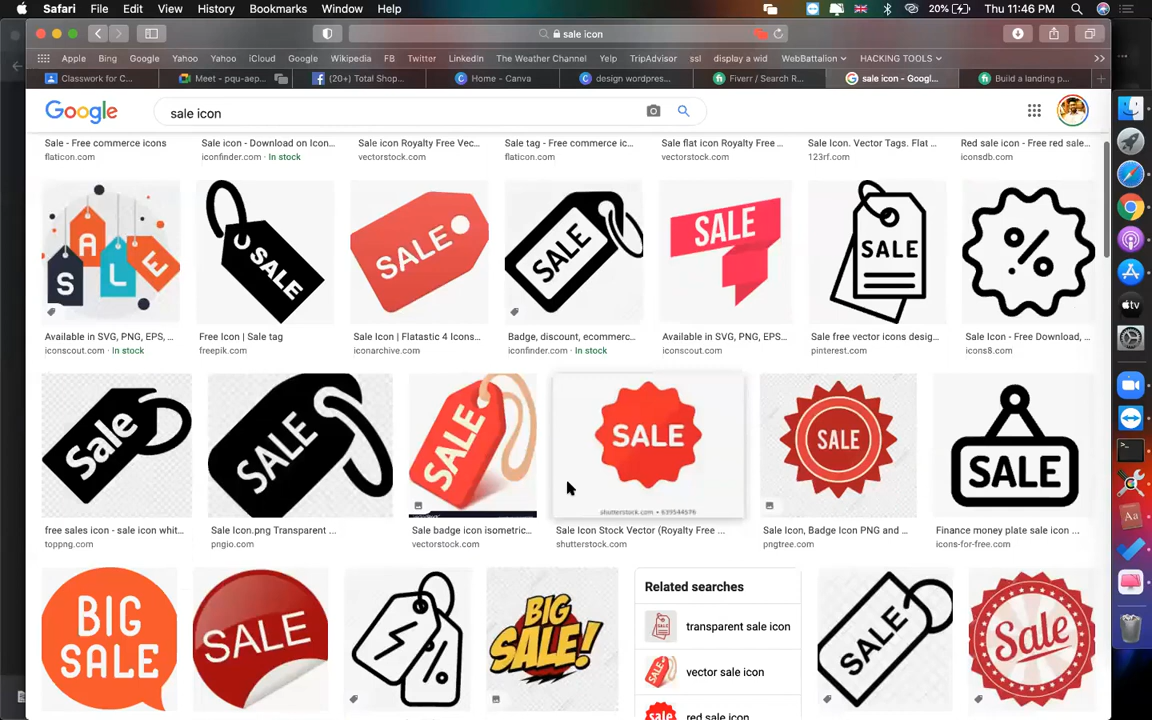 Safari File Edit View History Bookmarks Window Help 20% Thu 11:46 PM
sale icon
Apple Bing Google Yahoo Yahoo iCloud Google Wikipedia FB Twitter LinkedIn The Weather Channel Yelp TripAdvisor ssl display a wid WebBattalion HACKING TOOLS >>
Classwork for C... Meet - pqu-aep... (20+) Total Shop... Home - Canva design wordpres... Fiverr / Search R... sale icon - Googl... Build a landing p...
Google sale icon
Sale - Free commerce icons Sale icon - Download on Icon... Sale icon Royalty Free Vec... Sale tag - Free commerce ic... Sale flat icon Royalty Free ... Sale Icon. Vector Tags. Flat ... Red sale icon - Free red sale...
flaticon.com iconfinder.com · In stock vectorstock.com flaticon.com vectorstock.com 123rf.com iconsdb.com
SALE SALE SALE SALE SALE SALE %
Available in SVG, PNG, EPS, ... Free Icon | Sale tag Sale Icon | Flatastic 4 Icons... Badge, discount, ecommerc... Available in SVG, PNG, EPS, ... Sale free vector icons desig... Sale Icon - Free Download, ...
iconscout.com · In stock freepik.com iconarchive.com iconfinder.com · In stock iconscout.com pinterest.com icons8.com
Sale SALE SALE SALE SALE SALE
shutterstock.com • 639544576
free sales icon - sale icon whit... Sale Icon.png Transparent ... Sale badge icon isometric... Sale Icon Stock Vector (Royalty Free ... Sale Icon, Badge Icon PNG and ... Finance money plate sale icon ...
toppng.com pngio.com vectorstock.com shutterstock.com pngtree.com icons-for-free.com
BIG SALE SALE % BIG SALE! SALE Sale
Related searches
transparent sale icon
vector sale icon
red sale icon